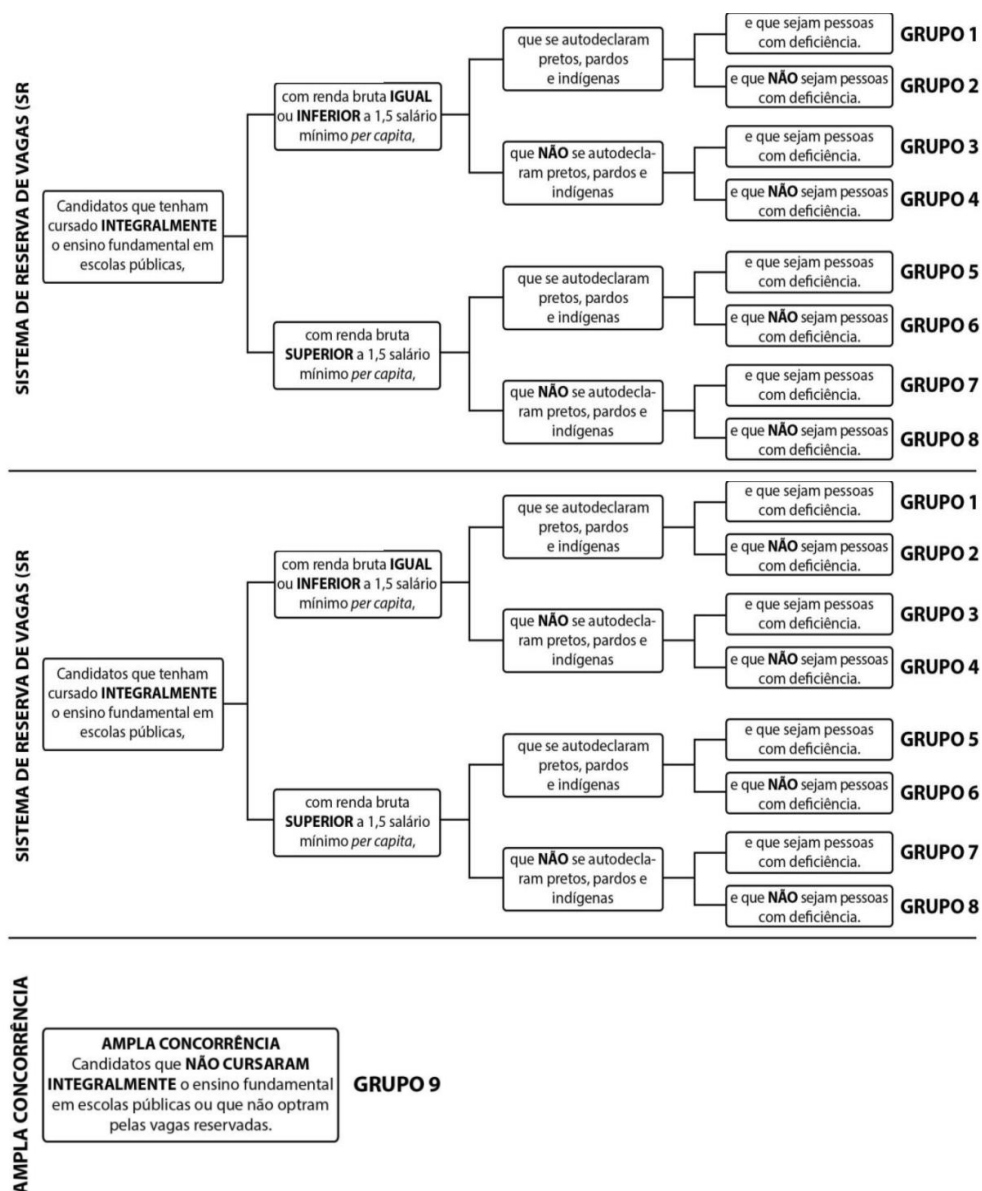 SISTEMA DE RESERVA DE VAGAS (SR
Candidatos que tenham
cursado INTEGRALMENTE
o ensino fundamental em
escolas públicas,
com renda bruta IGUAL
ou INFERIOR a 1,5 salário
mínimo per capita,
que se autodeclaram
pretos, pardos
e indígenas
e que sejam pessoas
com deficiência.
GRUPO 1
e que NÃO sejam pessoas
com deficiência.
GRUPO 2
que NÃO se autodecla-
ram pretos, pardos e
indígenas
e que sejam pessoas
com deficiência.
GRUPO 3
e que NÃO sejam pessoas
com deficiência.
GRUPO 4
com renda bruta
SUPERIOR a 1,5 salário
mínimo per capita,
que se autodeclaram
pretos, pardos
e indígenas
e que sejam pessoas
com deficiência.
GRUPO 5
e que NÃO sejam pessoas
com deficiência.
GRUPO 6
que NÃO se autodecla-
ram pretos, pardos e
indígenas
e que sejam pessoas
com deficiência.
GRUPO 7
e que NÃO sejam pessoas
com deficiência.
GRUPO 8
SISTEMA DE RESERVA DE VAGAS (SR
Candidatos que tenham
cursado INTEGRALMENTE
o ensino fundamental em
escolas públicas,
com renda bruta IGUAL
ou INFERIOR a 1,5 salário
mínimo per capita,
que se autodeclaram
pretos, pardos
e indígenas
e que sejam pessoas
com deficiência.
GRUPO 1
e que NÃO sejam pessoas
com deficiência.
GRUPO 2
que NÃO se autodecla-
ram pretos, pardos e
indígenas
e que sejam pessoas
com deficiência.
GRUPO 3
e que NÃO sejam pessoas
com deficiência.
GRUPO 4
com renda bruta
SUPERIOR a 1,5 salário
mínimo per capita,
que se autodeclaram
pretos, pardos
e indígenas
e que sejam pessoas
com deficiência.
GRUPO 5
e que NÃO sejam pessoas
com deficiência.
GRUPO 6
que NÃO se autodecla-
ram pretos, pardos e
indígenas
e que sejam pessoas
com deficiência.
GRUPO 7
e que NÃO sejam pessoas
com deficiência.
GRUPO 8
AMPLA CONCORRÊNCIA
AMPLA CONCORRÊNCIA
Candidatos que NÃO CURSARAM
INTEGRALMENTE o ensino fundamental
em escolas públicas ou que não optram
pelas vagas reservadas.
GRUPO 9